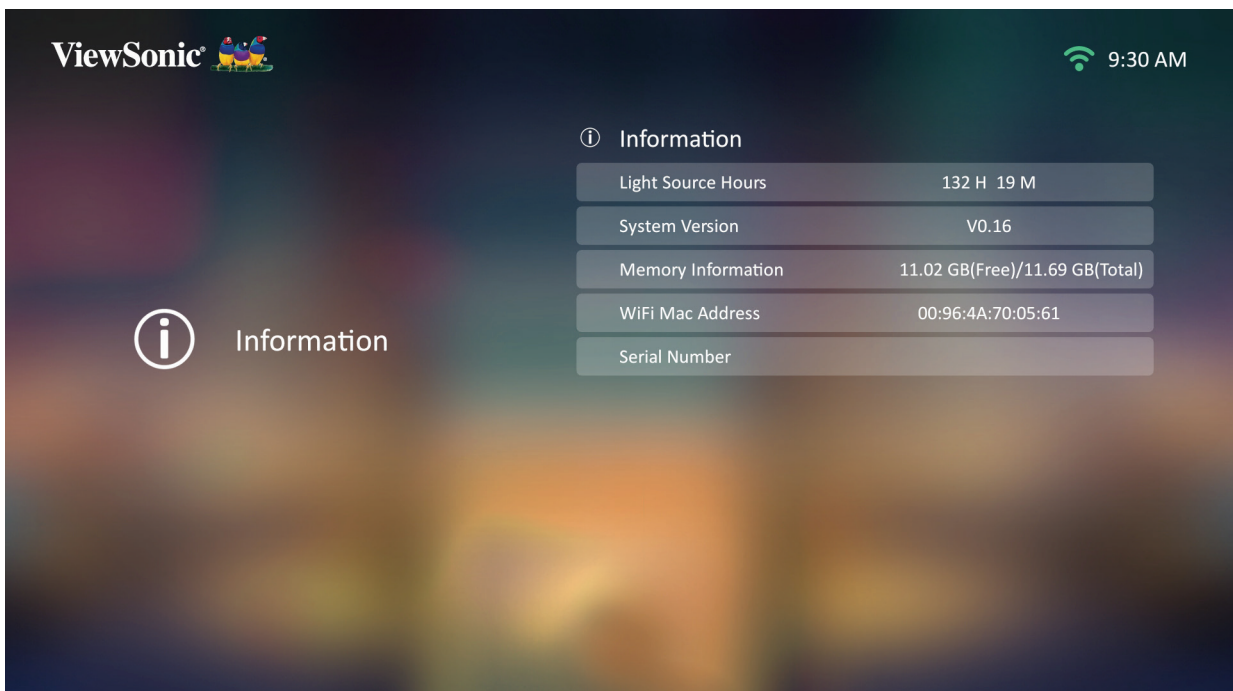 ViewSonic®
9:30 AM
Information
Light Source Hours 132 H 19 M
System Version V0.16
Memory Information 11.02 GB(Free)/11.69 GB(Total)
WiFi Mac Address 00:96:4A:70:05:61
Serial Number
Information